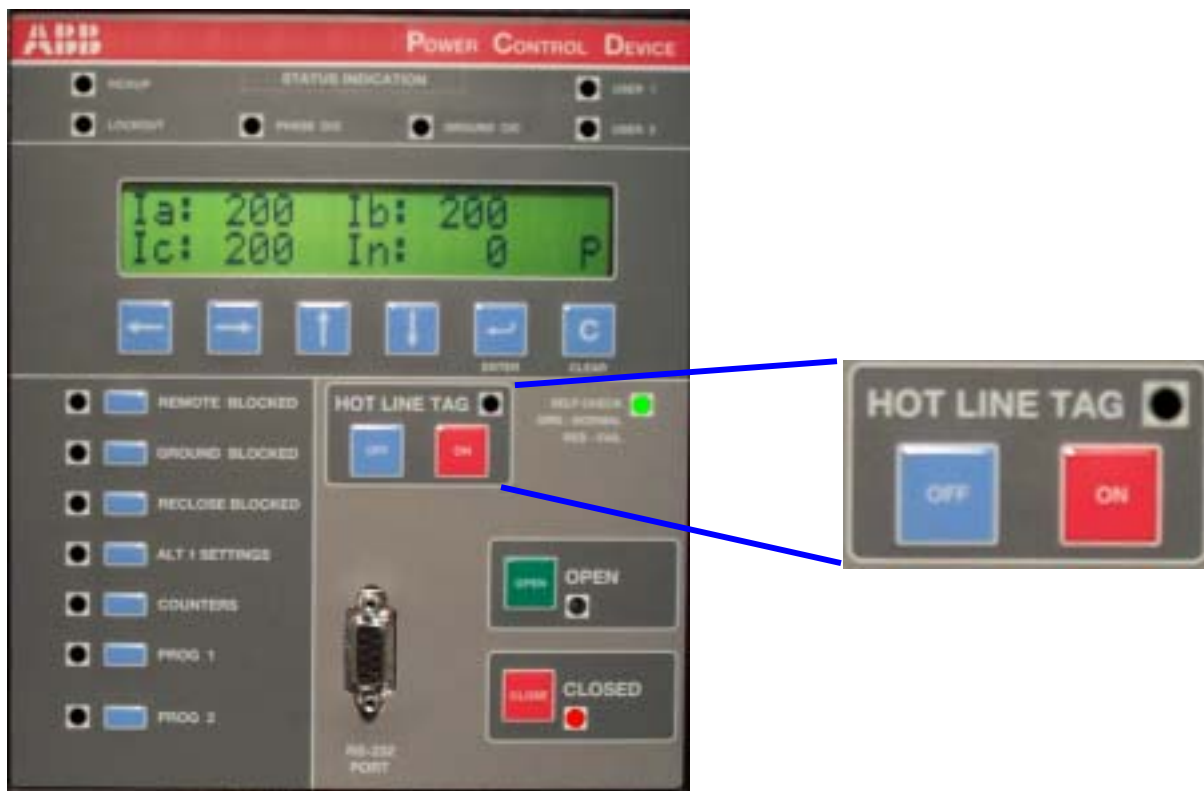 ABB POWER CONTROL DEVICE
STATUS INDICATION
PICKUP
USER 1
LOCKOUT
PHASE O/C
GROUND O/C
USER 2
Ia: 200 Ib: 200
Ic: 200 In: 0 P
C
ENTER
CLEAR
REMOTE BLOCKED
GROUND BLOCKED
RECLOSE BLOCKED
ALT 1 SETTINGS
COUNTERS
PROG 1
PROG 2
HOT LINE TAG
OFF ON
SELF CHECK
GRN - NORMAL
RED - FAIL
OPEN OPEN
CLOSE CLOSED
RS-232
PORT
HOT LINE TAG
OFF ON